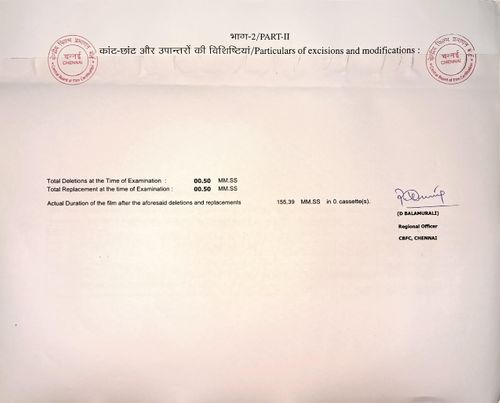 भाग-2/PART-II
कांट-छांट और उपान्तरों की विशिष्टियां/Particulars of excisions and modifications :
चेन्नई
CHENNAI
चेन्नई
CHENNAI
Total Deletions at the Time of Examination : 00.50 MM.SS
Total Replacement at the time of Examination : 00.50 MM.SS
Actual Duration of the film after the aforesaid deletions and replacements 155.39 MM.SS in 0. cassette(s).
(D BALAMURALI)
Regional Officer
CBFC, CHENNAI